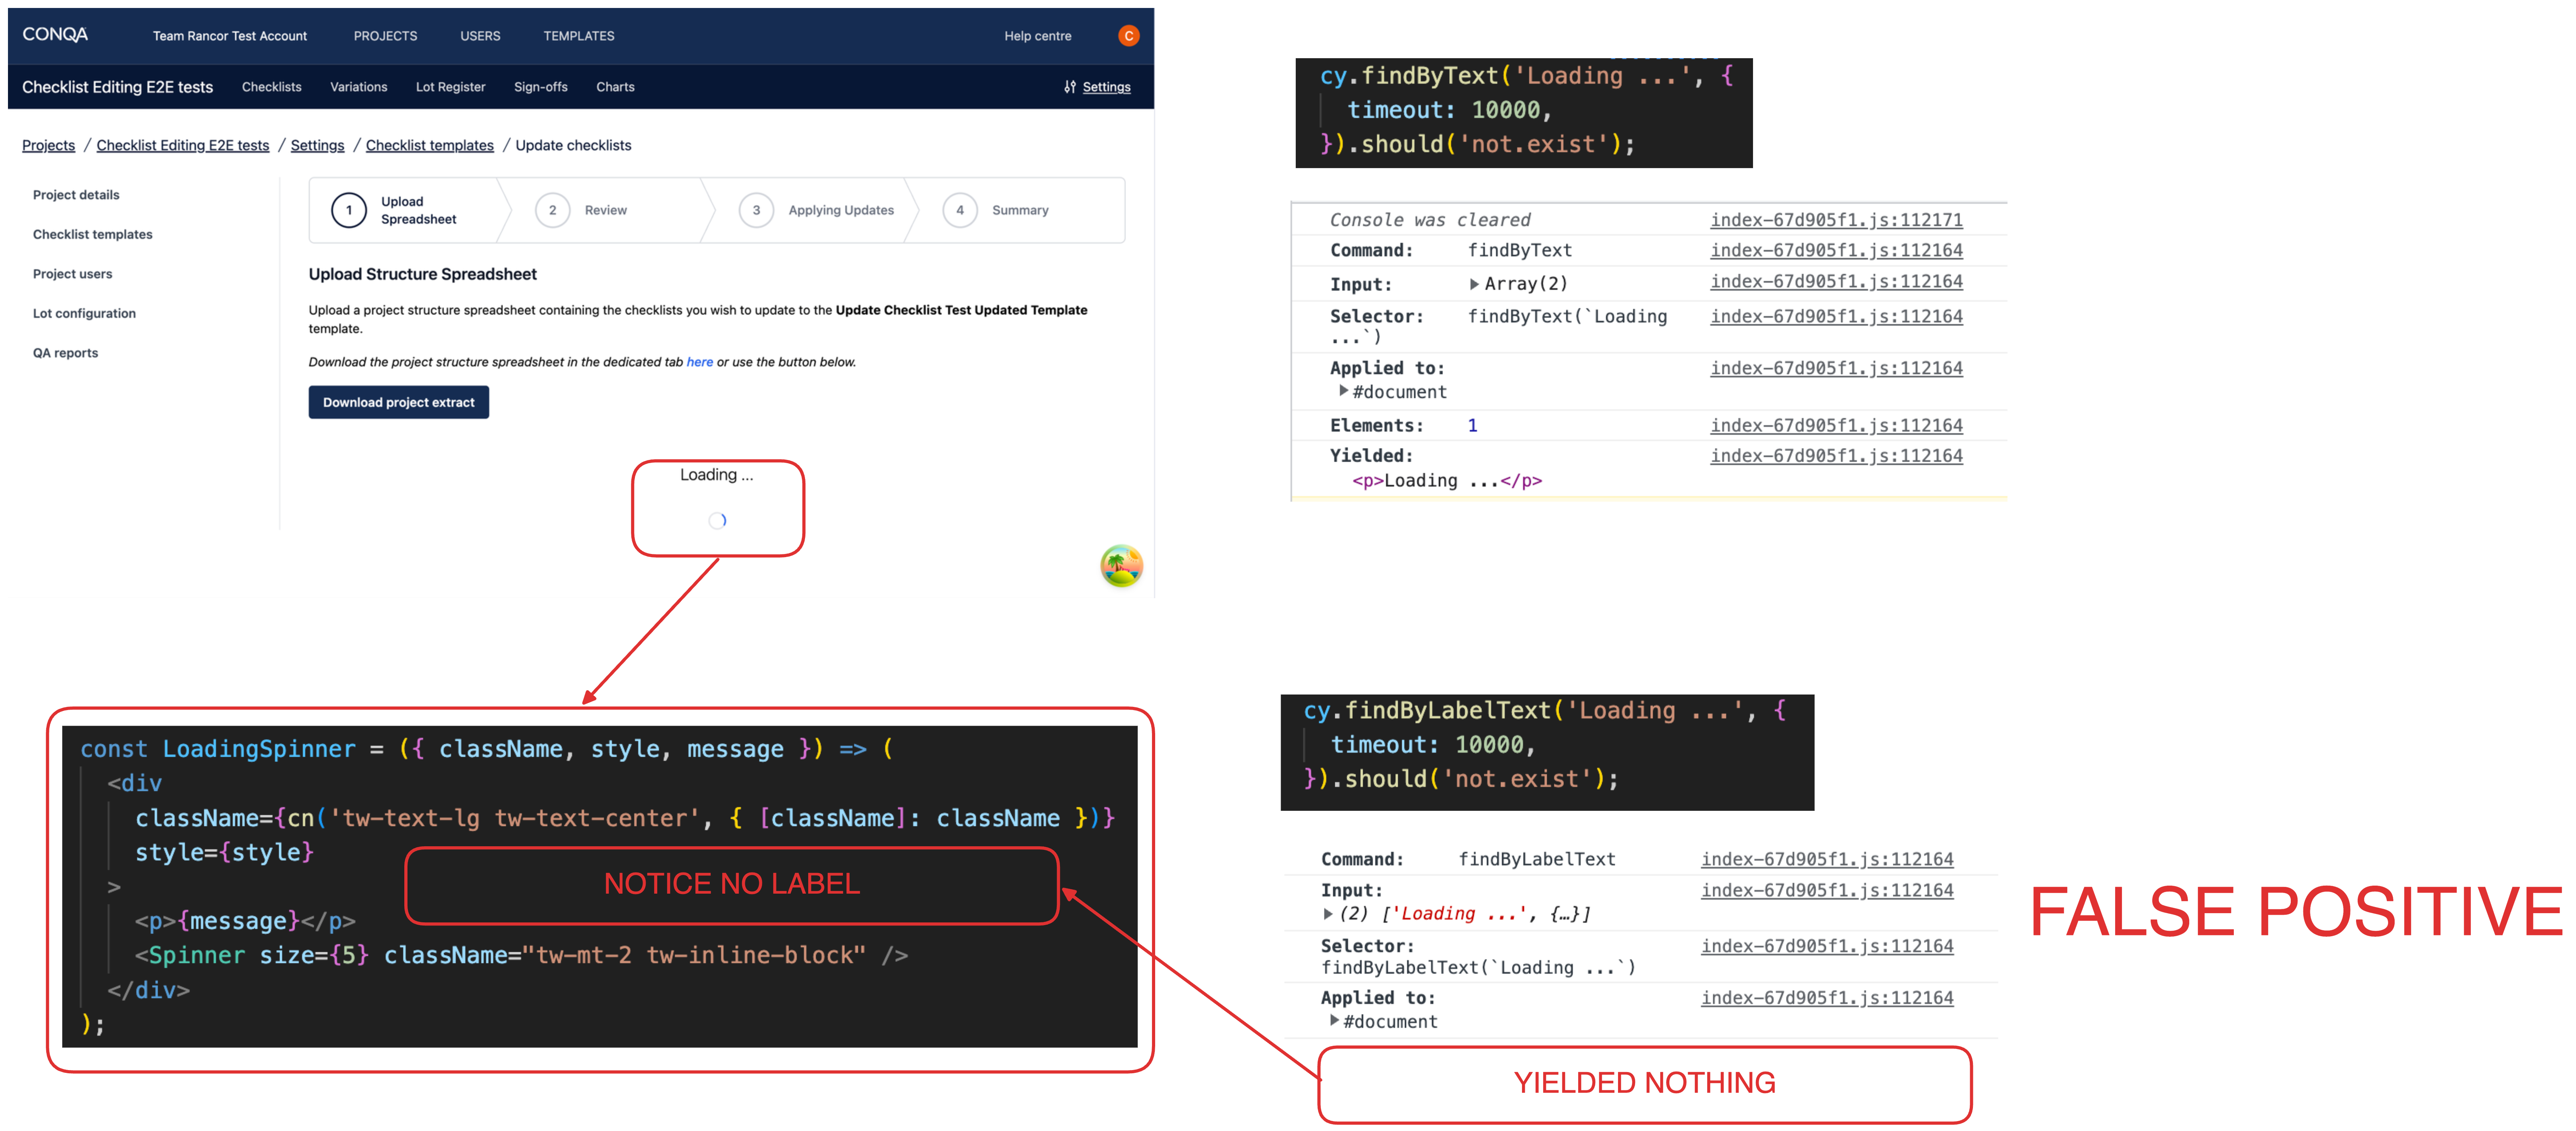 CONQA Team Rancor Test Account PROJECTS USERS TEMPLATES Help centre C
Checklist Editing E2E tests Checklists Variations Lot Register Sign-offs Charts Settings
Projects / Checklist Editing E2E tests / Settings / Checklist templates / Update checklists
Project details
Checklist templates
Project users
Lot configuration
QA reports
1 Upload
Spreadsheet
2 Review
3 Applying Updates
4 Summary
Upload Structure Spreadsheet
Upload a project structure spreadsheet containing the checklists you wish to update to the Update Checklist Test Updated Template
template.
Download the project structure spreadsheet in the dedicated tab here or use the button below.
Download project extract
Loading ...
const LoadingSpinner = ({ className, style, message }) => (
<div
className={cn('tw-text-lg tw-text-center', { [className]: className })}
style={style}
>
NOTICE NO LABEL
<p>{message}</p>
<Spinner size={5} className="tw-mt-2 tw-inline-block" />
</div>
);
cy.findByText('Loading ...', {
timeout: 10000,
}).should('not.exist');
Console was cleared index-67d905f1.js:112171
Command: findByText index-67d905f1.js:112164
Input: Array(2) index-67d905f1.js:112164
Selector: findByText(`Loading index-67d905f1.js:112164
...`)
Applied to: index-67d905f1.js:112164
#document
Elements: 1 index-67d905f1.js:112164
Yielded: index-67d905f1.js:112164
<p>Loading ...</p>
cy.findByLabelText('Loading ...', {
timeout: 10000,
}).should('not.exist');
Command: findByLabelText index-67d905f1.js:112164
Input: index-67d905f1.js:112164
(2) ['Loading ...', {…}]
Selector: index-67d905f1.js:112164
findByLabelText(`Loading ...`)
Applied to: index-67d905f1.js:112164
#document
YIELDED NOTHING
FALSE POSITIVE